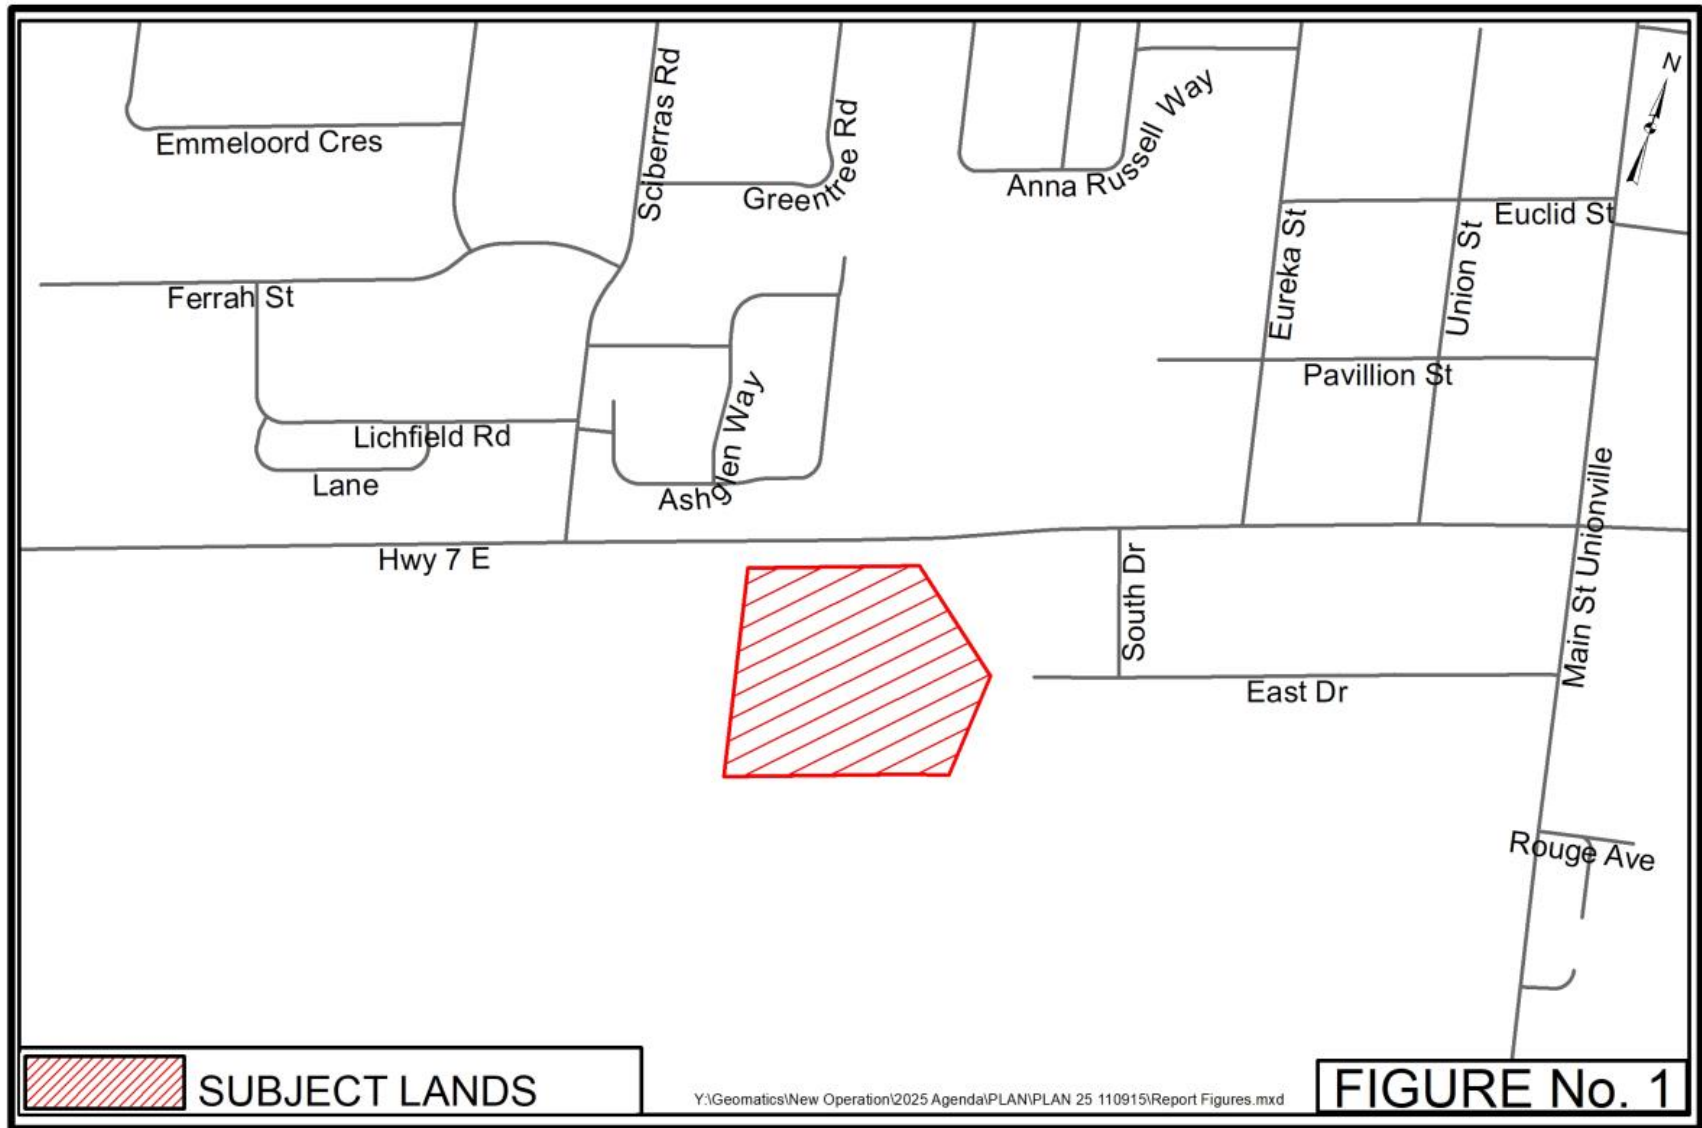 N
Sciberras Rd
Anna Russell Way
Greentree Rd
Emmeloord Cres
Euclid St
Eureka St
Union St
Ferrah St
Pavillion St
Ashglen Way
Lichfield Rd
Lane
Main St Unionville
Hwy 7 E
South Dr
East Dr
Rouge Ave
SUBJECT LANDS
Y:\Geomatics\New Operation\2025 Agenda\PLAN\PLAN 25 110915\Report Figures.mxd
FIGURE No. 1